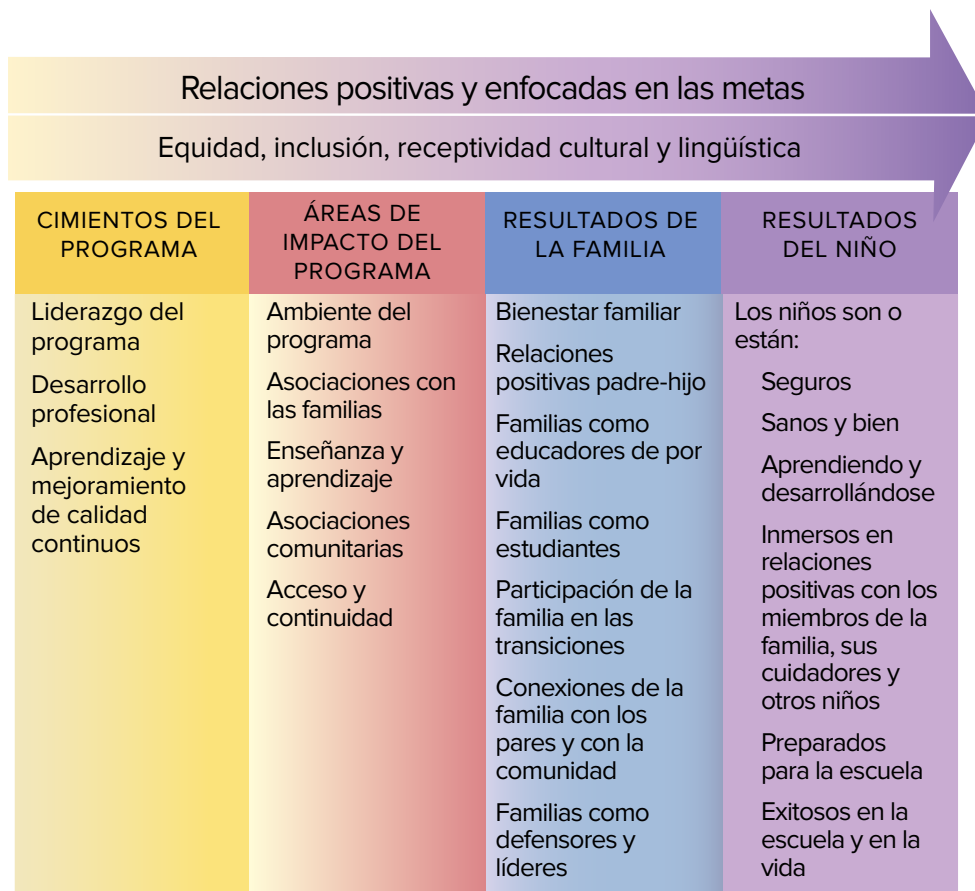 Relaciones positivas y enfocadas en las metas
Equidad, inclusión, receptividad cultural y lingüística
CIMIENTOS DEL
PROGRAMA
Liderazgo del
programa
Desarrollo
profesional
Aprendizaje y
mejoramiento
de calidad
continuos
ÁREAS DE
IMPACTO DEL
PROGRAMA
Ambiente del
programa
Asociaciones con
las familias
Enseñanza y
aprendizaje
Asociaciones
comunitarias
Acceso y
continuidad
RESULTADOS DE
LA FAMILIA
Bienestar familiar
Relaciones
positivas padre-hijo
Familias como
educadores de por
vida
Familias como
estudiantes
Participación de la
familia en las
transiciones
Conexiones de la
familia con los
pares y con la
comunidad
Familias como
defensores y
líderes
RESULTADOS
DEL NIÑO
Los niños son o
están:
Seguros
Sanos y bien
Aprendiendo y
desarrollándose
Inmersos en
relaciones
positivas con los
miembros de la
familia, sus
cuidadores y
otros niños
Preparados
para la escuela
Exitosos en la
escuela y en la
vida